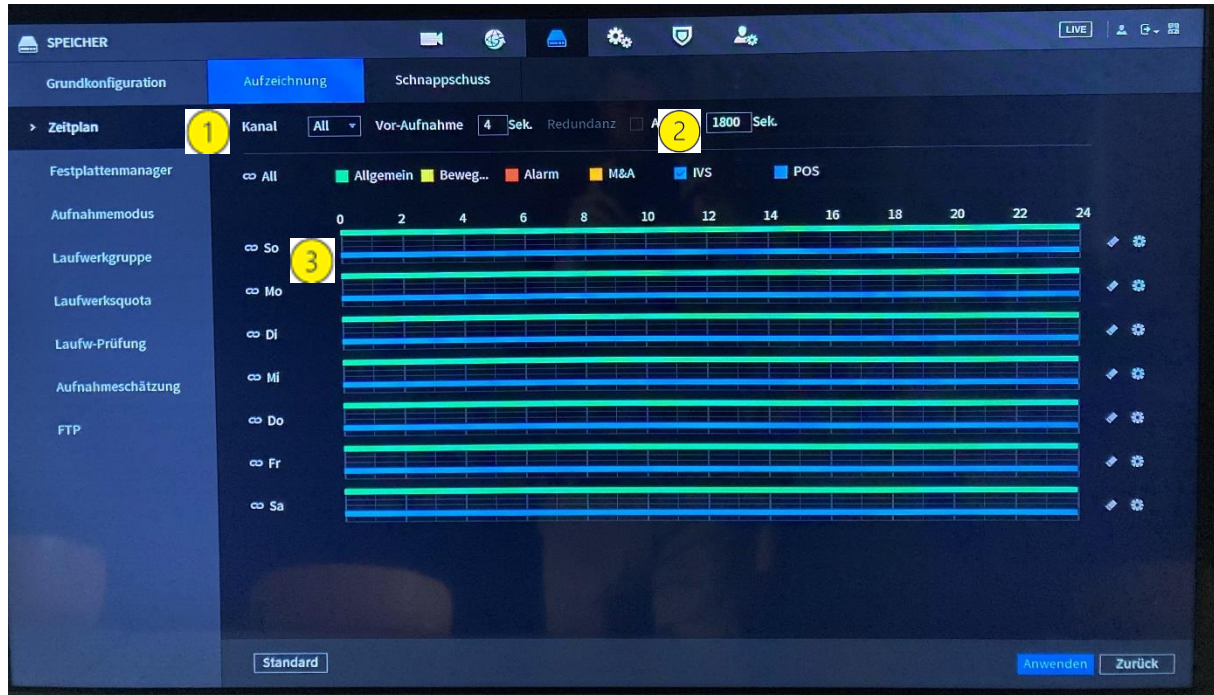 SPEICHER LIVE
Grundkonfiguration Aufzeichnung Schnappschuss
> Zeitplan 1 Kanal All Vor-Aufnahme 4 Sek. Redundanz A 2 1800 Sek.
Festplattenmanager All Allgemein Beweg... Alarm M&A IVS POS
Aufnahmemodus
0 2 4 6 8 10 12 14 16 18 20 22 24
Laufwerkgruppe So 3
Laufwerksquota Mo
Laufw-Prüfung Di
Aufnahmeschätzung Mi
FTP Do
Fr
Sa
Standard Anwenden Zurück